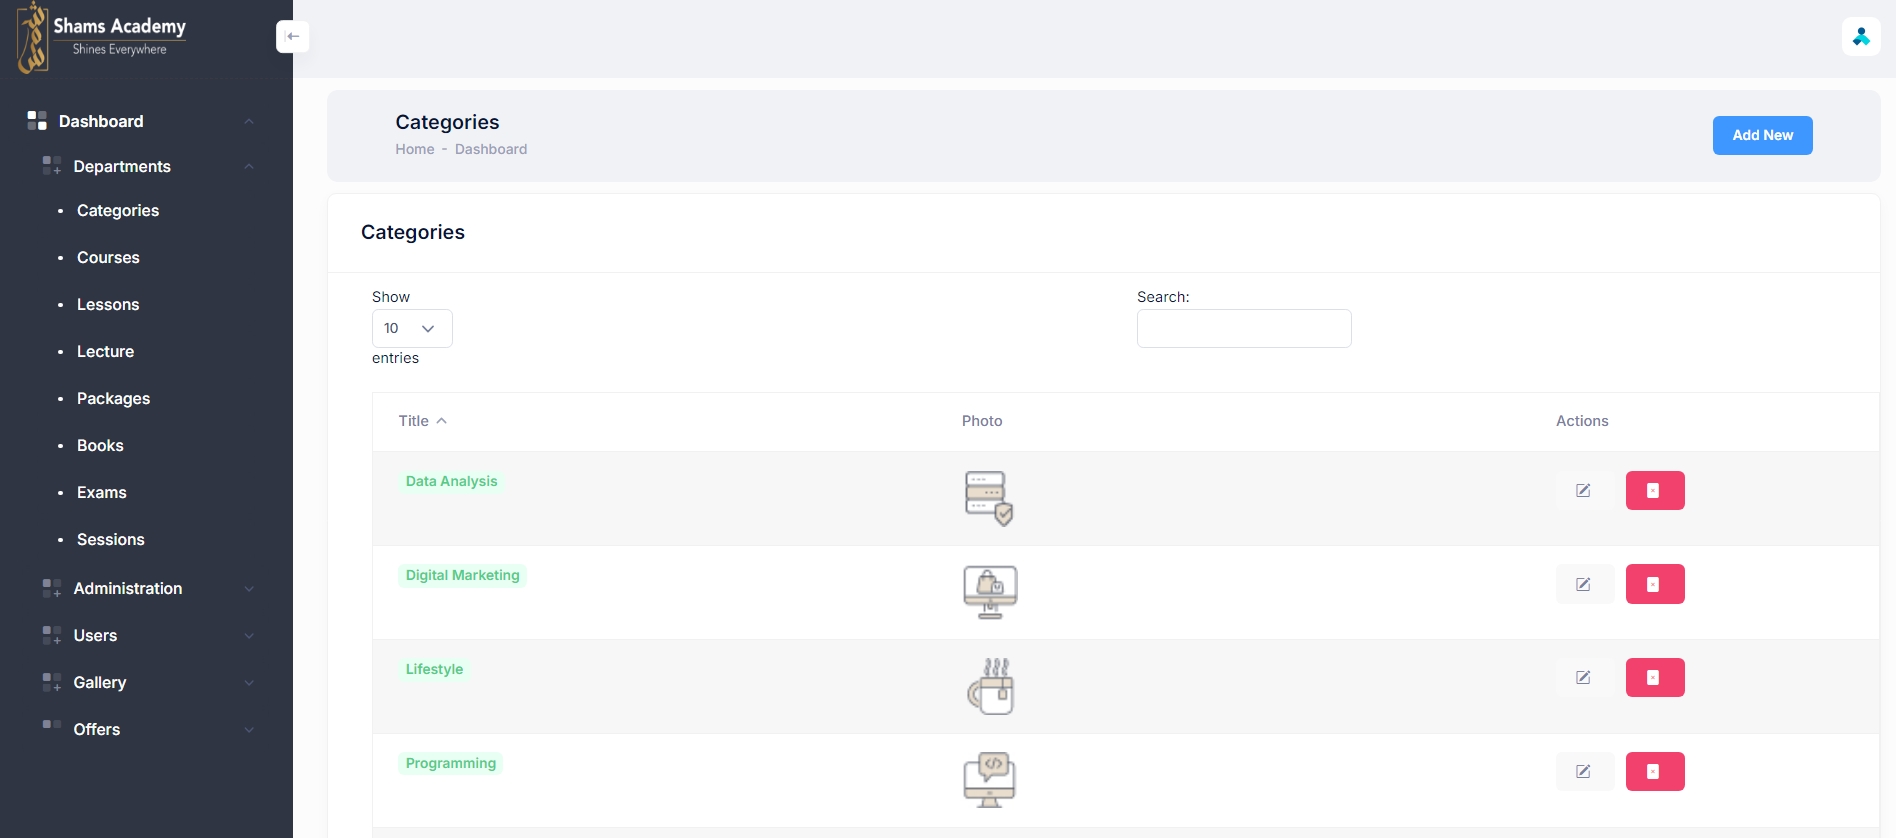 Shams Academy
Shines Everywhere
Dashboard
Departments
Categories
Courses
Lessons
Lecture
Packages
Books
Exams
Sessions
Administration
Users
Gallery
Offers
Categories
Home - Dashboard
Add New
Categories
Show
10
entries
Search:
Title
Photo
Actions
Data Analysis
Digital Marketing
Lifestyle
Programming